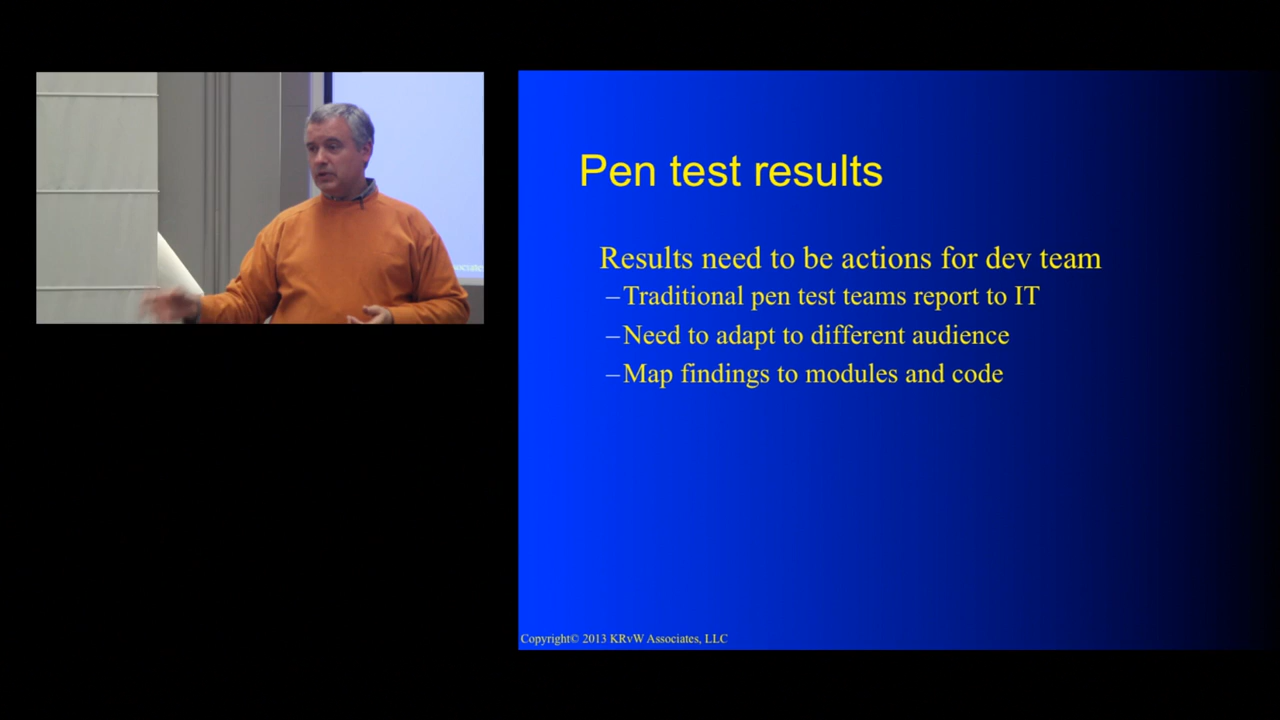 Pen test results
Results need to be actions for dev team
–Traditional pen test teams report to IT
–Need to adapt to different audience
–Map findings to modules and code
Copyright© 2013 KRvW Associates, LLC